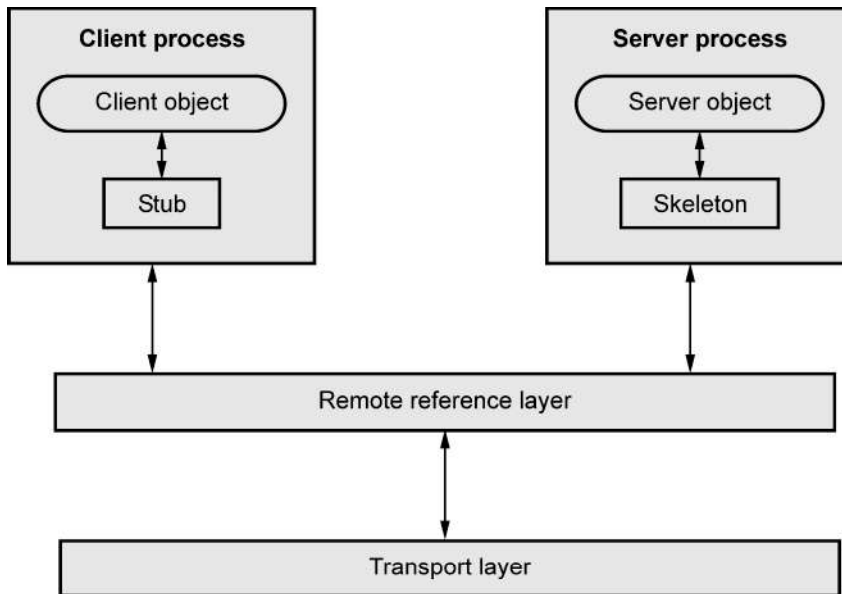 Client process
Client object
Stub
Server process
Server object
Skeleton
Remote reference layer
Transport layer